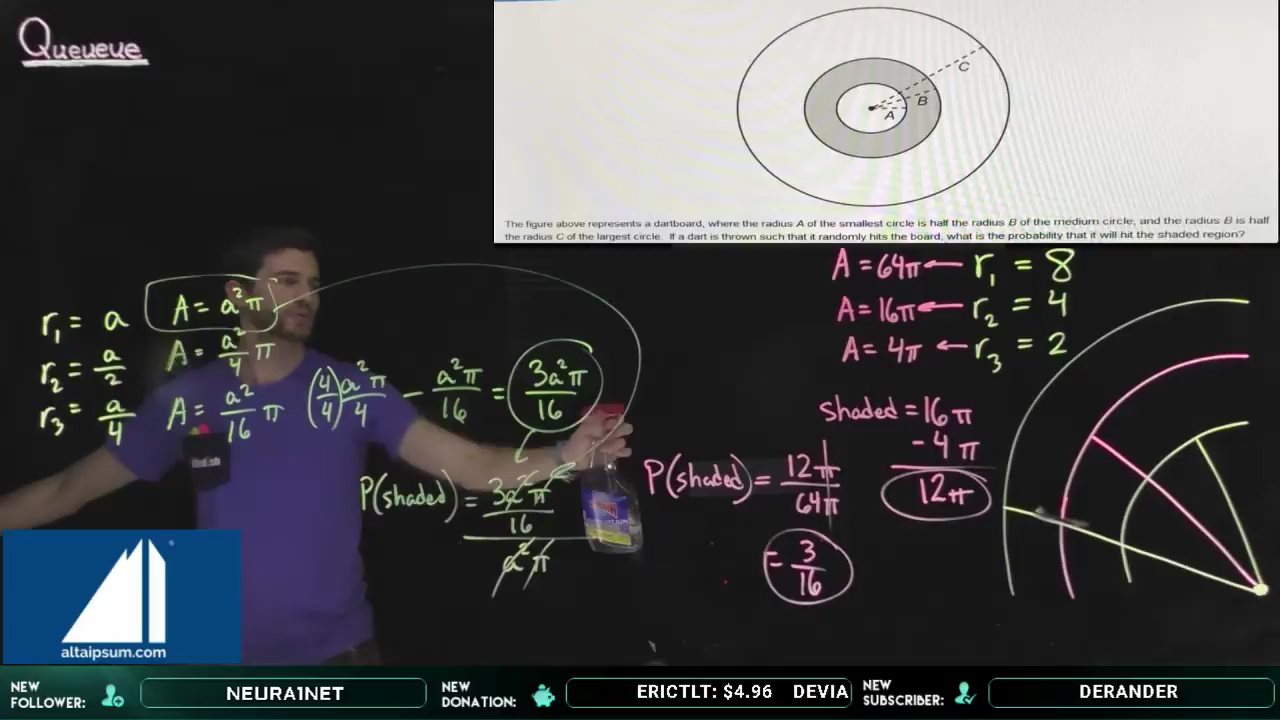 Queueue
C
B
A
The figure above represents a dartboard, where the radius A of the smallest circle is half the radius B of the medium circle, and the radius B is half
the radius C of the largest circle. If a dart is thrown such that it randomly hits the board, what is the probability that it will hit the shaded region?
r₁ = a A = a²π
r₂ = a/2 A = a²/4 π
r₃ = a/4 A = a²/16 π (4/4) a²π/4 - a²π/16 = 3a²π/16
P(shaded) = 3a²π/16 / a²π
A = 64π ← r₁ = 8
A = 16π ← r₂ = 4
A = 4π ← r₃ = 2
shaded = 16π
- 4π
12π
P(shaded) = 12π/64π
= 3/16
altaipsum.com
NEW FOLLOWER: NEURA1NET NEW DONATION: ERICTLT: $4.96 DEVIA NEW SUBSCRIBER: DERANDER